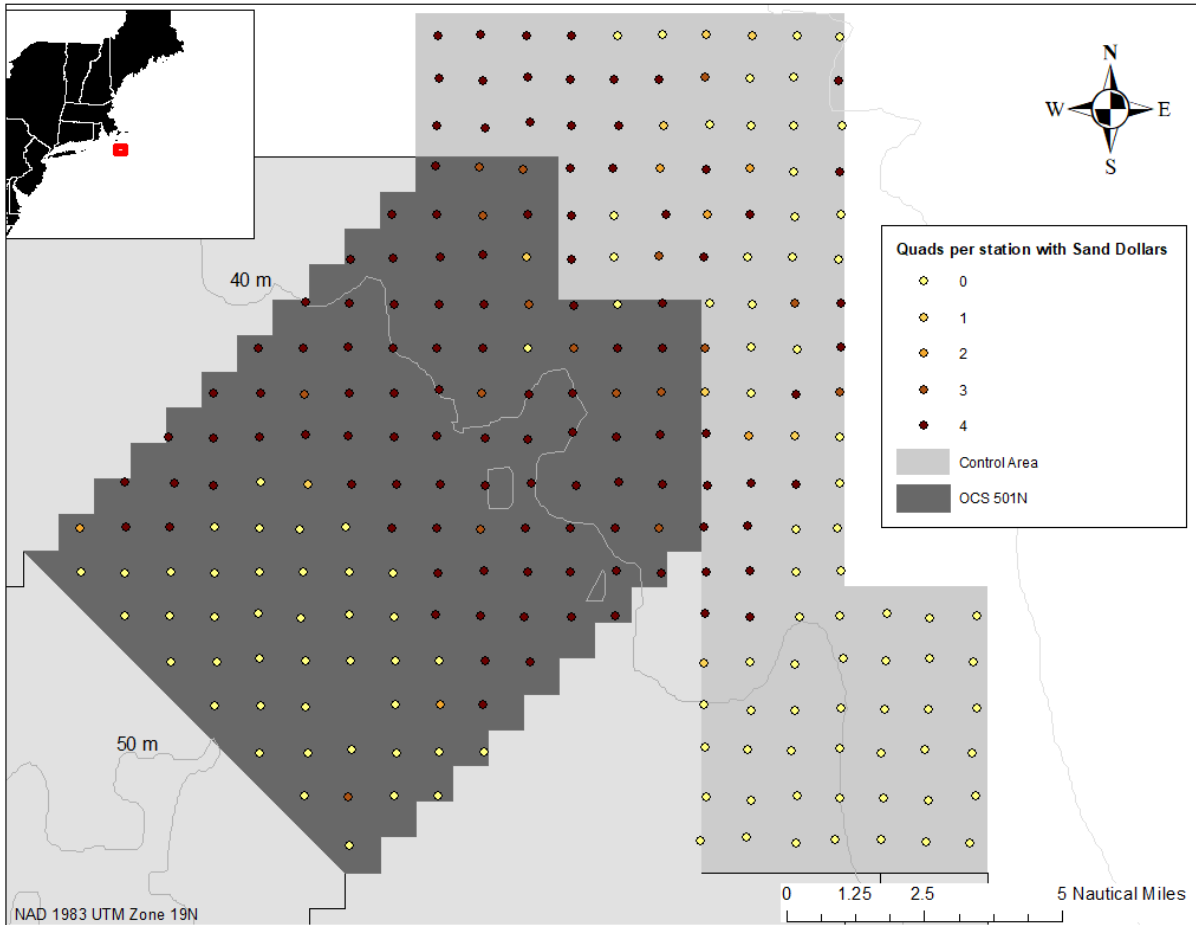 N
W E
S
Quads per station with Sand Dollars
0
1
2
3
4
Control Area
OCS 501N
40 m
50 m
0 1.25 2.5 5 Nautical Miles
NAD 1983 UTM Zone 19N